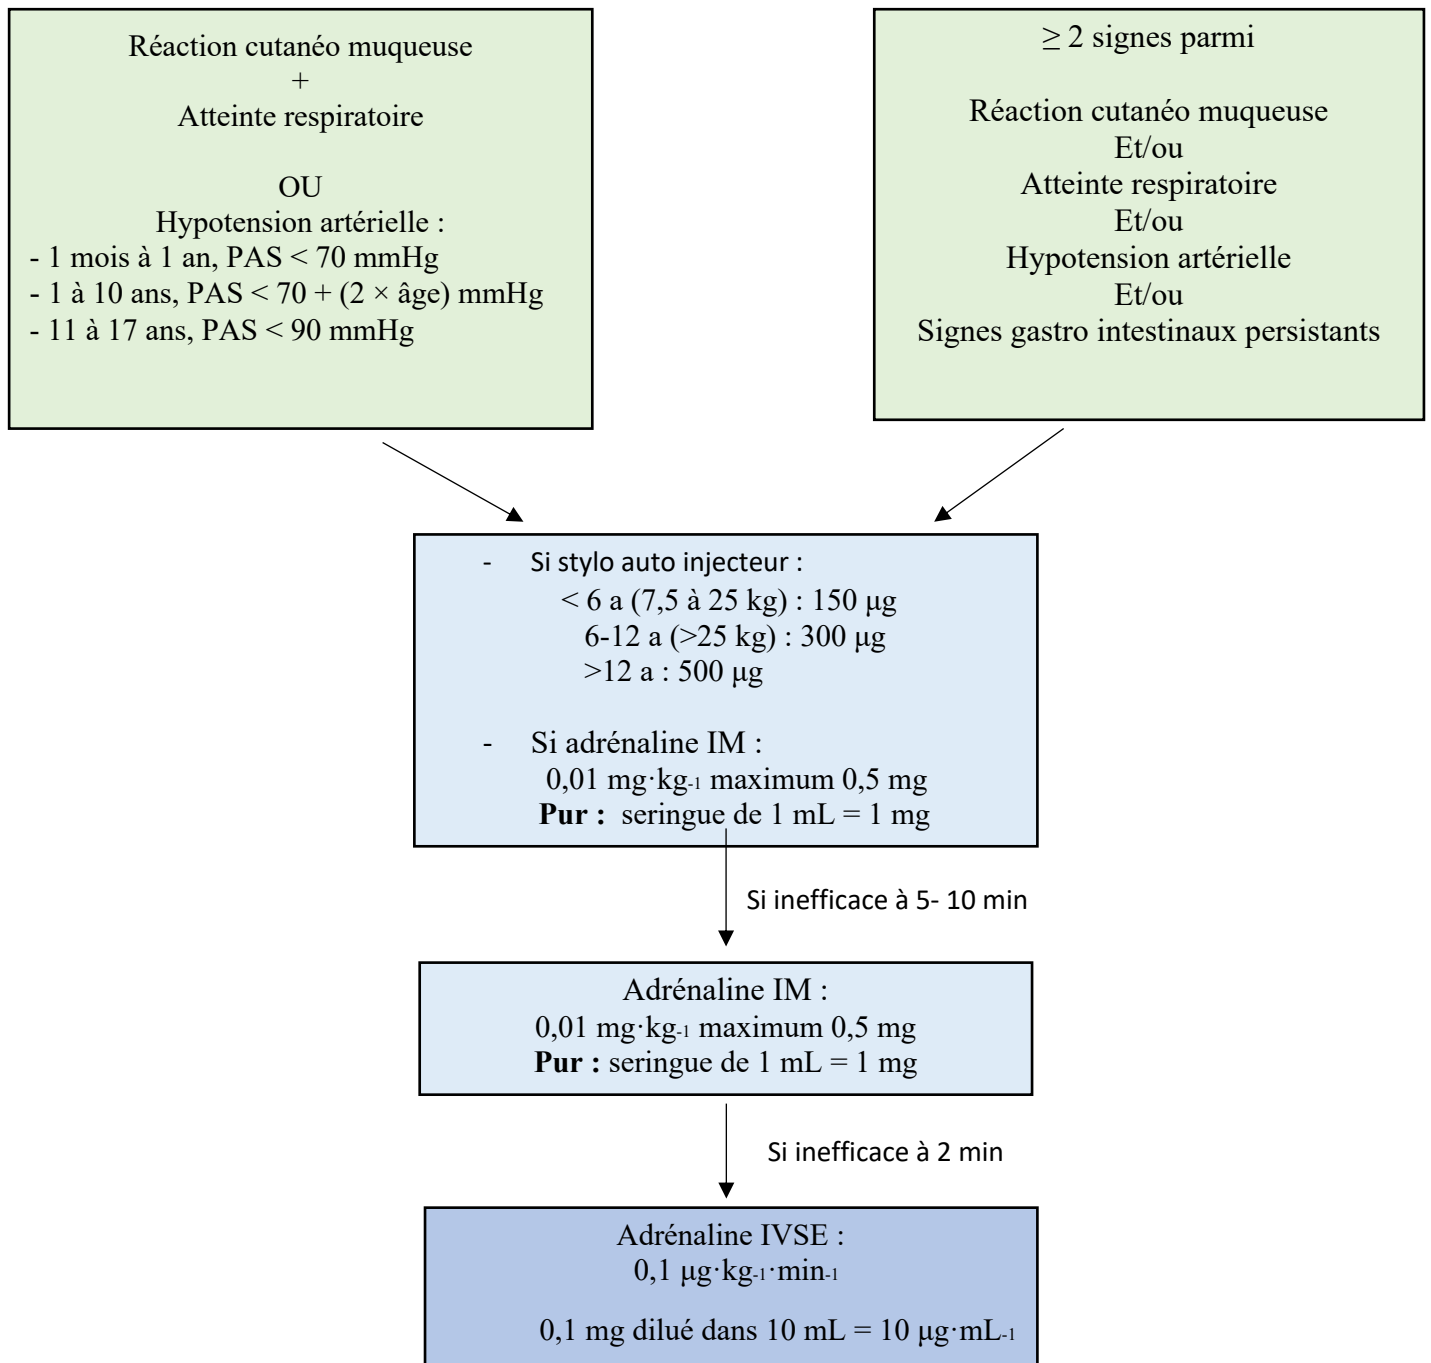 Réaction cutanéo muqueuse
+
Atteinte respiratoire
OU
Hypotension artérielle :
- 1 mois à 1 an, PAS < 70 mmHg
- 1 à 10 ans, PAS < 70 + (2 × âge) mmHg
- 11 à 17 ans, PAS < 90 mmHg
≥ 2 signes parmi
Réaction cutanéo muqueuse
Et/ou
Atteinte respiratoire
Et/ou
Hypotension artérielle
Et/ou
Signes gastro intestinaux persistants
- Si stylo auto injecteur :
< 6 a (7,5 à 25 kg) : 150 µg
6-12 a (>25 kg) : 300 µg
>12 a : 500 µg
- Si adrénaline IM :
0,01 mg·kg-1 maximum 0,5 mg
Pur : seringue de 1 mL = 1 mg
Si inefficace à 5- 10 min
Adrénaline IM :
0,01 mg·kg-1 maximum 0,5 mg
Pur : seringue de 1 mL = 1 mg
Si inefficace à 2 min
Adrénaline IVSE :
0,1 µg·kg-1·min-1
0,1 mg dilué dans 10 mL = 10 µg·mL-1